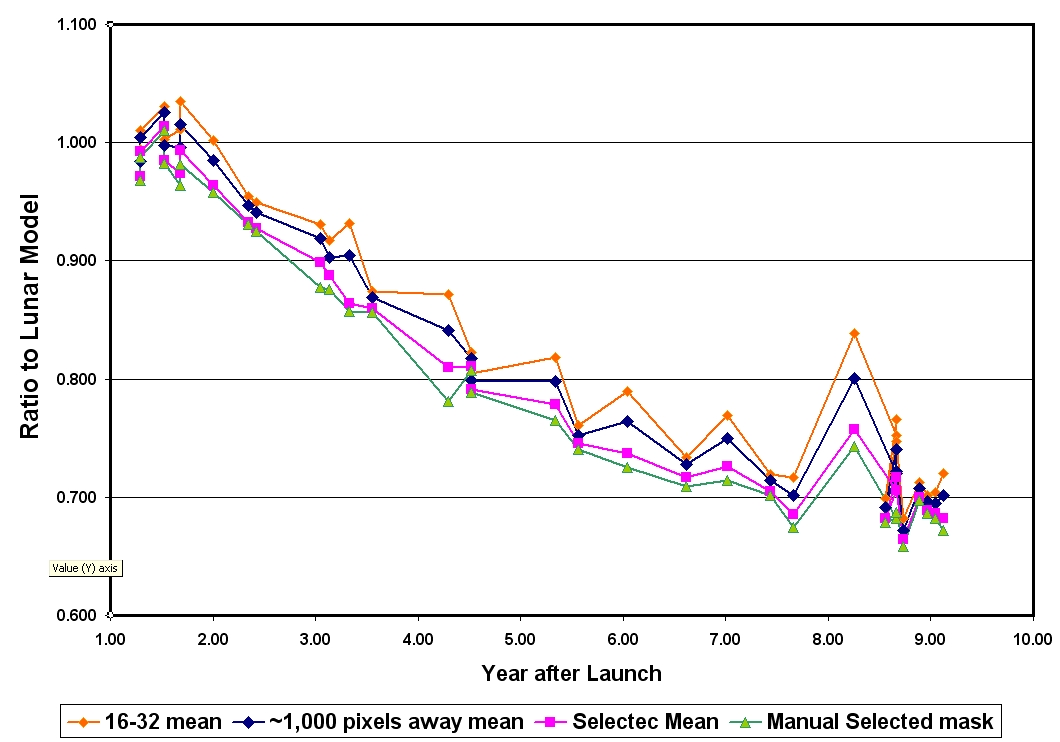 1.100
1.000
0.900
0.800
0.700
0.600
Ratio to Lunar Model
Value (Y) axis
1.00 2.00 3.00 4.00 5.00 6.00 7.00 8.00 9.00 10.00
Year after Launch
16-32 mean ~1,000 pixels away mean Selectec Mean Manual Selected mask